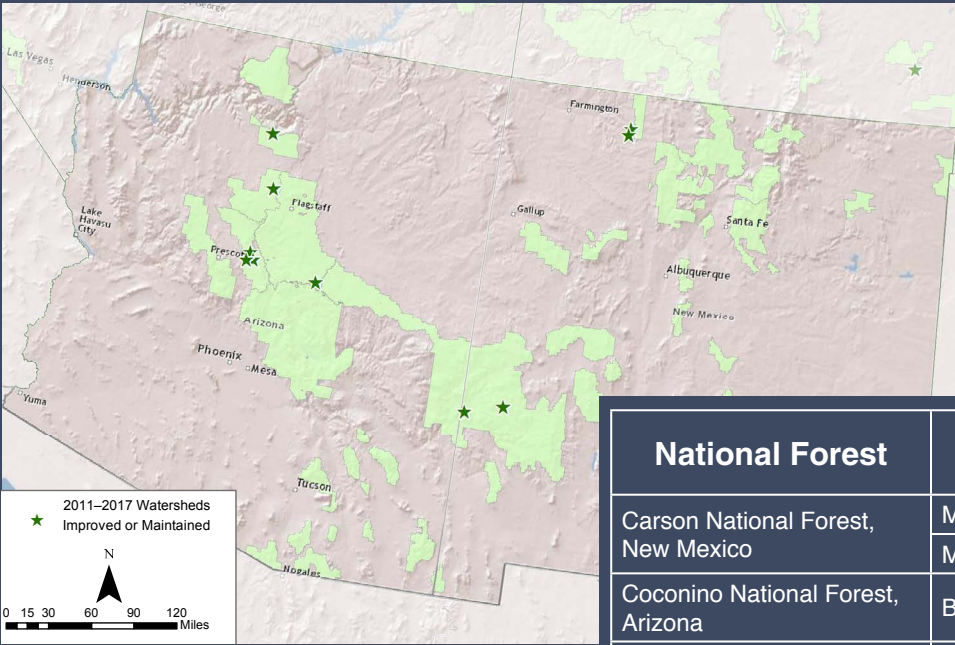 St George
Las Vegas
Henderson
Farmington
Lake
Havasu
City
Flagstaff
Gallup
Santa Fe
Prescott
Albuquerque
New Mexico
Arizona
Phoenix
Mesa
Yuma
Tucson
Nogales
2011–2017 Watersheds
Improved or Maintained
N
0 15 30 60 90 120
Miles
National Forest
Carson National Forest,
New Mexico
M
M
Coconino National Forest,
Arizona
B